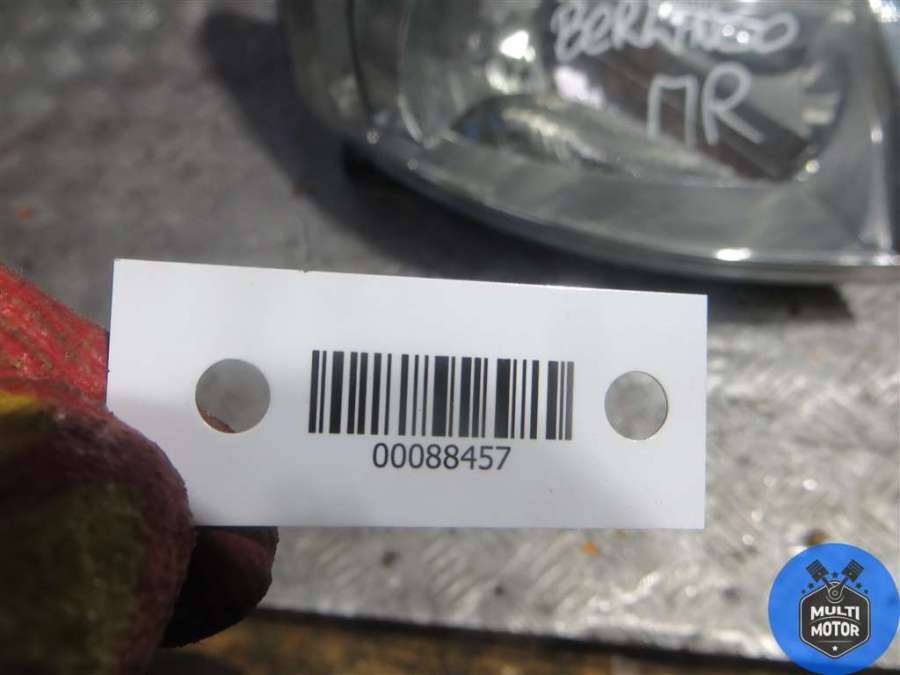 BERLINGO
ПR
00088457
MULTI
MOTOR